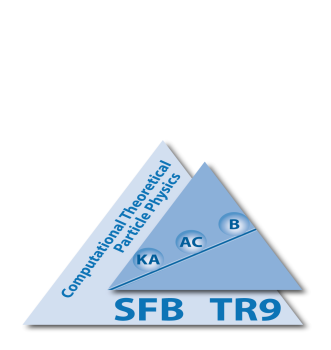 Computational Theoretical
Particle Physics
B
AC
KA
SFB TR9